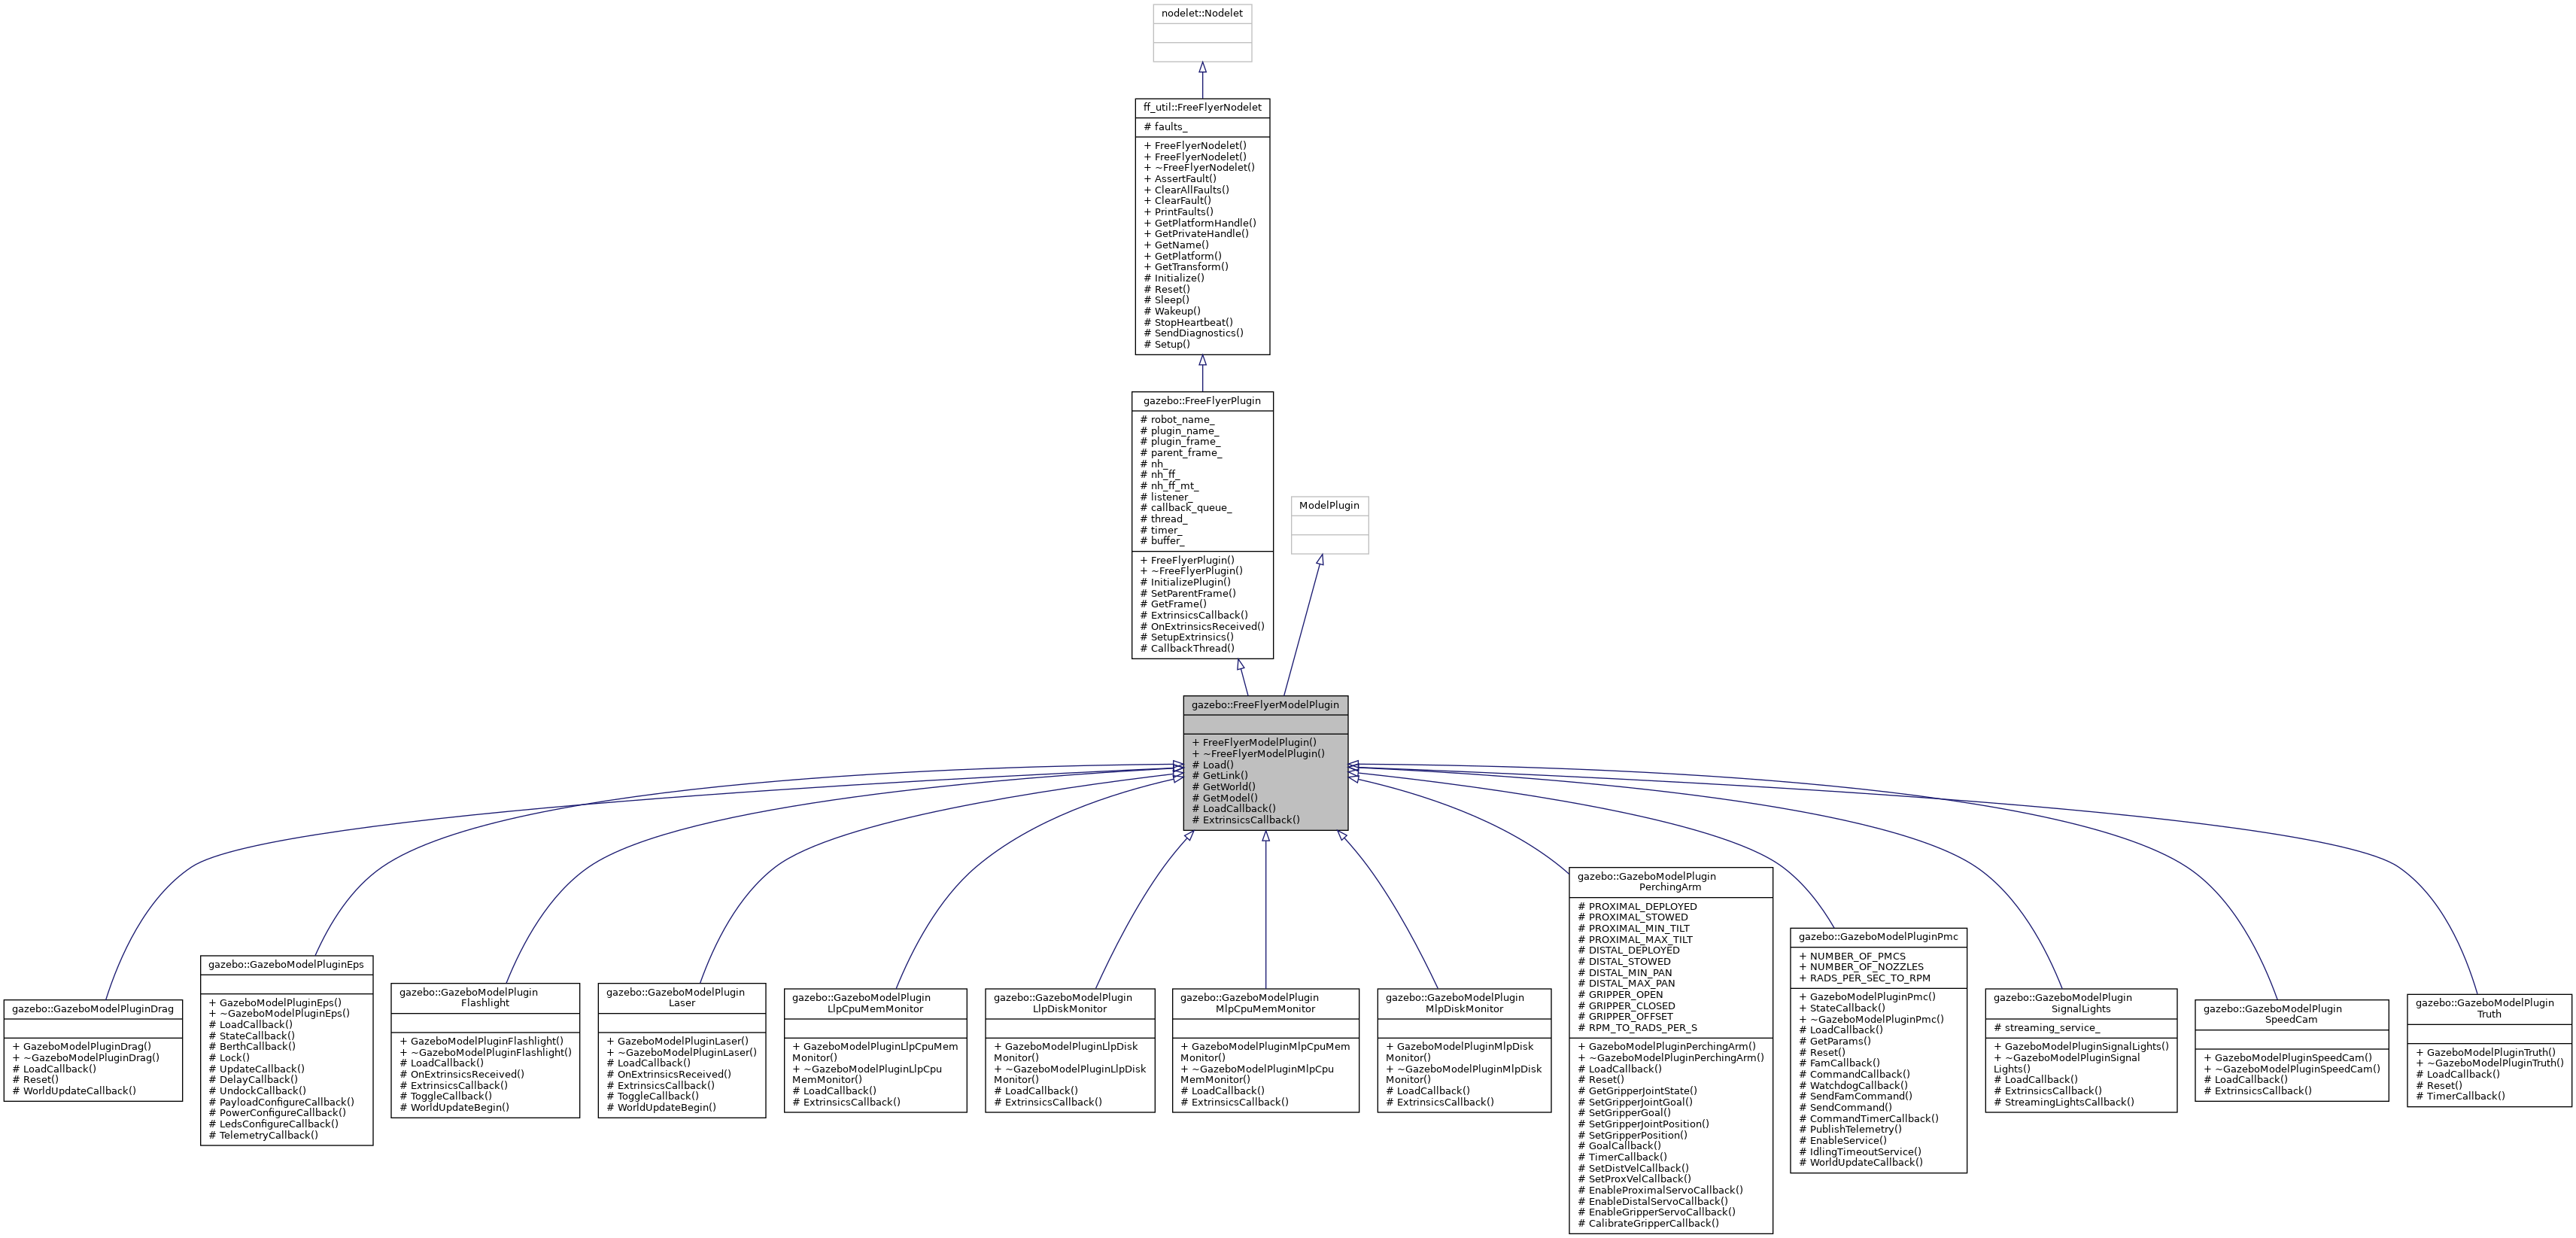 nodelet::Nodelet
ff_util::FreeFlyerNodelet
# faults_
+ FreeFlyerNodelet()
+ FreeFlyerNodelet()
+ ~FreeFlyerNodelet()
+ AssertFault()
+ ClearAllFaults()
+ ClearFault()
+ PrintFaults()
+ GetPlatformHandle()
+ GetPrivateHandle()
+ GetName()
+ GetPlatform()
+ GetTransform()
# Initialize()
# Reset()
# Sleep()
# Wakeup()
# StopHeartbeat()
# SendDiagnostics()
# Setup()
gazebo::FreeFlyerPlugin
# robot_name_
# plugin_name_
# plugin_frame_
# parent_frame_
# nh_
# nh_ff_
# nh_ff_mt_
# listener_
# callback_queue_
# thread_
# timer_
# buffer_
+ FreeFlyerPlugin()
+ ~FreeFlyerPlugin()
# InitializePlugin()
# SetParentFrame()
# GetFrame()
# ExtrinsicsCallback()
# OnExtrinsicsReceived()
# SetupExtrinsics()
# CallbackThread()
ModelPlugin
gazebo::FreeFlyerModelPlugin
+ FreeFlyerModelPlugin()
+ ~FreeFlyerModelPlugin()
# Load()
# GetLink()
# GetWorld()
# GetModel()
# LoadCallback()
# ExtrinsicsCallback()
gazebo::GazeboModelPluginDrag
+ GazeboModelPluginDrag()
+ ~GazeboModelPluginDrag()
# LoadCallback()
# Reset()
# WorldUpdateCallback()
gazebo::GazeboModelPluginEps
+ GazeboModelPluginEps()
+ ~GazeboModelPluginEps()
# LoadCallback()
# StateCallback()
# BerthCallback()
# Lock()
# UpdateCallback()
# DelayCallback()
# UndockCallback()
# PayloadConfigureCallback()
# PowerConfigureCallback()
# LedsConfigureCallback()
# TelemetryCallback()
gazebo::GazeboModelPlugin
Flashlight
+ GazeboModelPluginFlashlight()
+ ~GazeboModelPluginFlashlight()
# LoadCallback()
# OnExtrinsicsReceived()
# ExtrinsicsCallback()
# ToggleCallback()
# WorldUpdateBegin()
gazebo::GazeboModelPlugin
Laser
+ GazeboModelPluginLaser()
+ ~GazeboModelPluginLaser()
# LoadCallback()
# OnExtrinsicsReceived()
# ExtrinsicsCallback()
# ToggleCallback()
# WorldUpdateBegin()
gazebo::GazeboModelPlugin
LlpCpuMemMonitor
+ GazeboModelPluginLlpCpuMem
Monitor()
+ ~GazeboModelPluginLlpCpu
MemMonitor()
# LoadCallback()
# ExtrinsicsCallback()
gazebo::GazeboModelPlugin
LlpDiskMonitor
+ GazeboModelPluginLlpDisk
Monitor()
+ ~GazeboModelPluginLlpDisk
Monitor()
# LoadCallback()
# ExtrinsicsCallback()
gazebo::GazeboModelPlugin
MlpCpuMemMonitor
+ GazeboModelPluginMlpCpuMem
Monitor()
+ ~GazeboModelPluginMlpCpu
MemMonitor()
# LoadCallback()
# ExtrinsicsCallback()
gazebo::GazeboModelPlugin
MlpDiskMonitor
+ GazeboModelPluginMlpDisk
Monitor()
+ ~GazeboModelPluginMlpDisk
Monitor()
# LoadCallback()
# ExtrinsicsCallback()
gazebo::GazeboModelPlugin
PerchingArm
# PROXIMAL_DEPLOYED
# PROXIMAL_STOWED
# PROXIMAL_MIN_TILT
# PROXIMAL_MAX_TILT
# DISTAL_DEPLOYED
# DISTAL_STOWED
# DISTAL_MIN_PAN
# DISTAL_MAX_PAN
# GRIPPER_OPEN
# GRIPPER_CLOSED
# GRIPPER_OFFSET
# RPM_TO_RADS_PER_S
+ GazeboModelPluginPerchingArm()
+ ~GazeboModelPluginPerchingArm()
# LoadCallback()
# Reset()
# GetGripperJointState()
# SetGripperJointGoal()
# SetGripperGoal()
# SetGripperJointPosition()
# SetGripperPosition()
# GoalCallback()
# TimerCallback()
# SetDistVelCallback()
# SetProxVelCallback()
# EnableProximalServoCallback()
# EnableDistalServoCallback()
# EnableGripperServoCallback()
# CalibrateGripperCallback()
gazebo::GazeboModelPluginPmc
+ NUMBER_OF_PMCS
+ NUMBER_OF_NOZZLES
+ RADS_PER_SEC_TO_RPM
+ GazeboModelPluginPmc()
+ StateCallback()
+ ~GazeboModelPluginPmc()
# LoadCallback()
# GetParams()
# Reset()
# FamCallback()
# CommandCallback()
# WatchdogCallback()
# SendFamCommand()
# SendCommand()
# CommandTimerCallback()
# PublishTelemetry()
# EnableService()
# IdlingTimeoutService()
# WorldUpdateCallback()
gazebo::GazeboModelPlugin
SignalLights
# streaming_service_
+ GazeboModelPluginSignalLights()
+ ~GazeboModelPluginSignal
Lights()
# LoadCallback()
# ExtrinsicsCallback()
# StreamingLightsCallback()
gazebo::GazeboModelPlugin
SpeedCam
+ GazeboModelPluginSpeedCam()
+ ~GazeboModelPluginSpeedCam()
# LoadCallback()
# ExtrinsicsCallback()
gazebo::GazeboModelPlugin
Truth
+ GazeboModelPluginTruth()
+ ~GazeboModelPluginTruth()
# LoadCallback()
# Reset()
# TimerCallback()